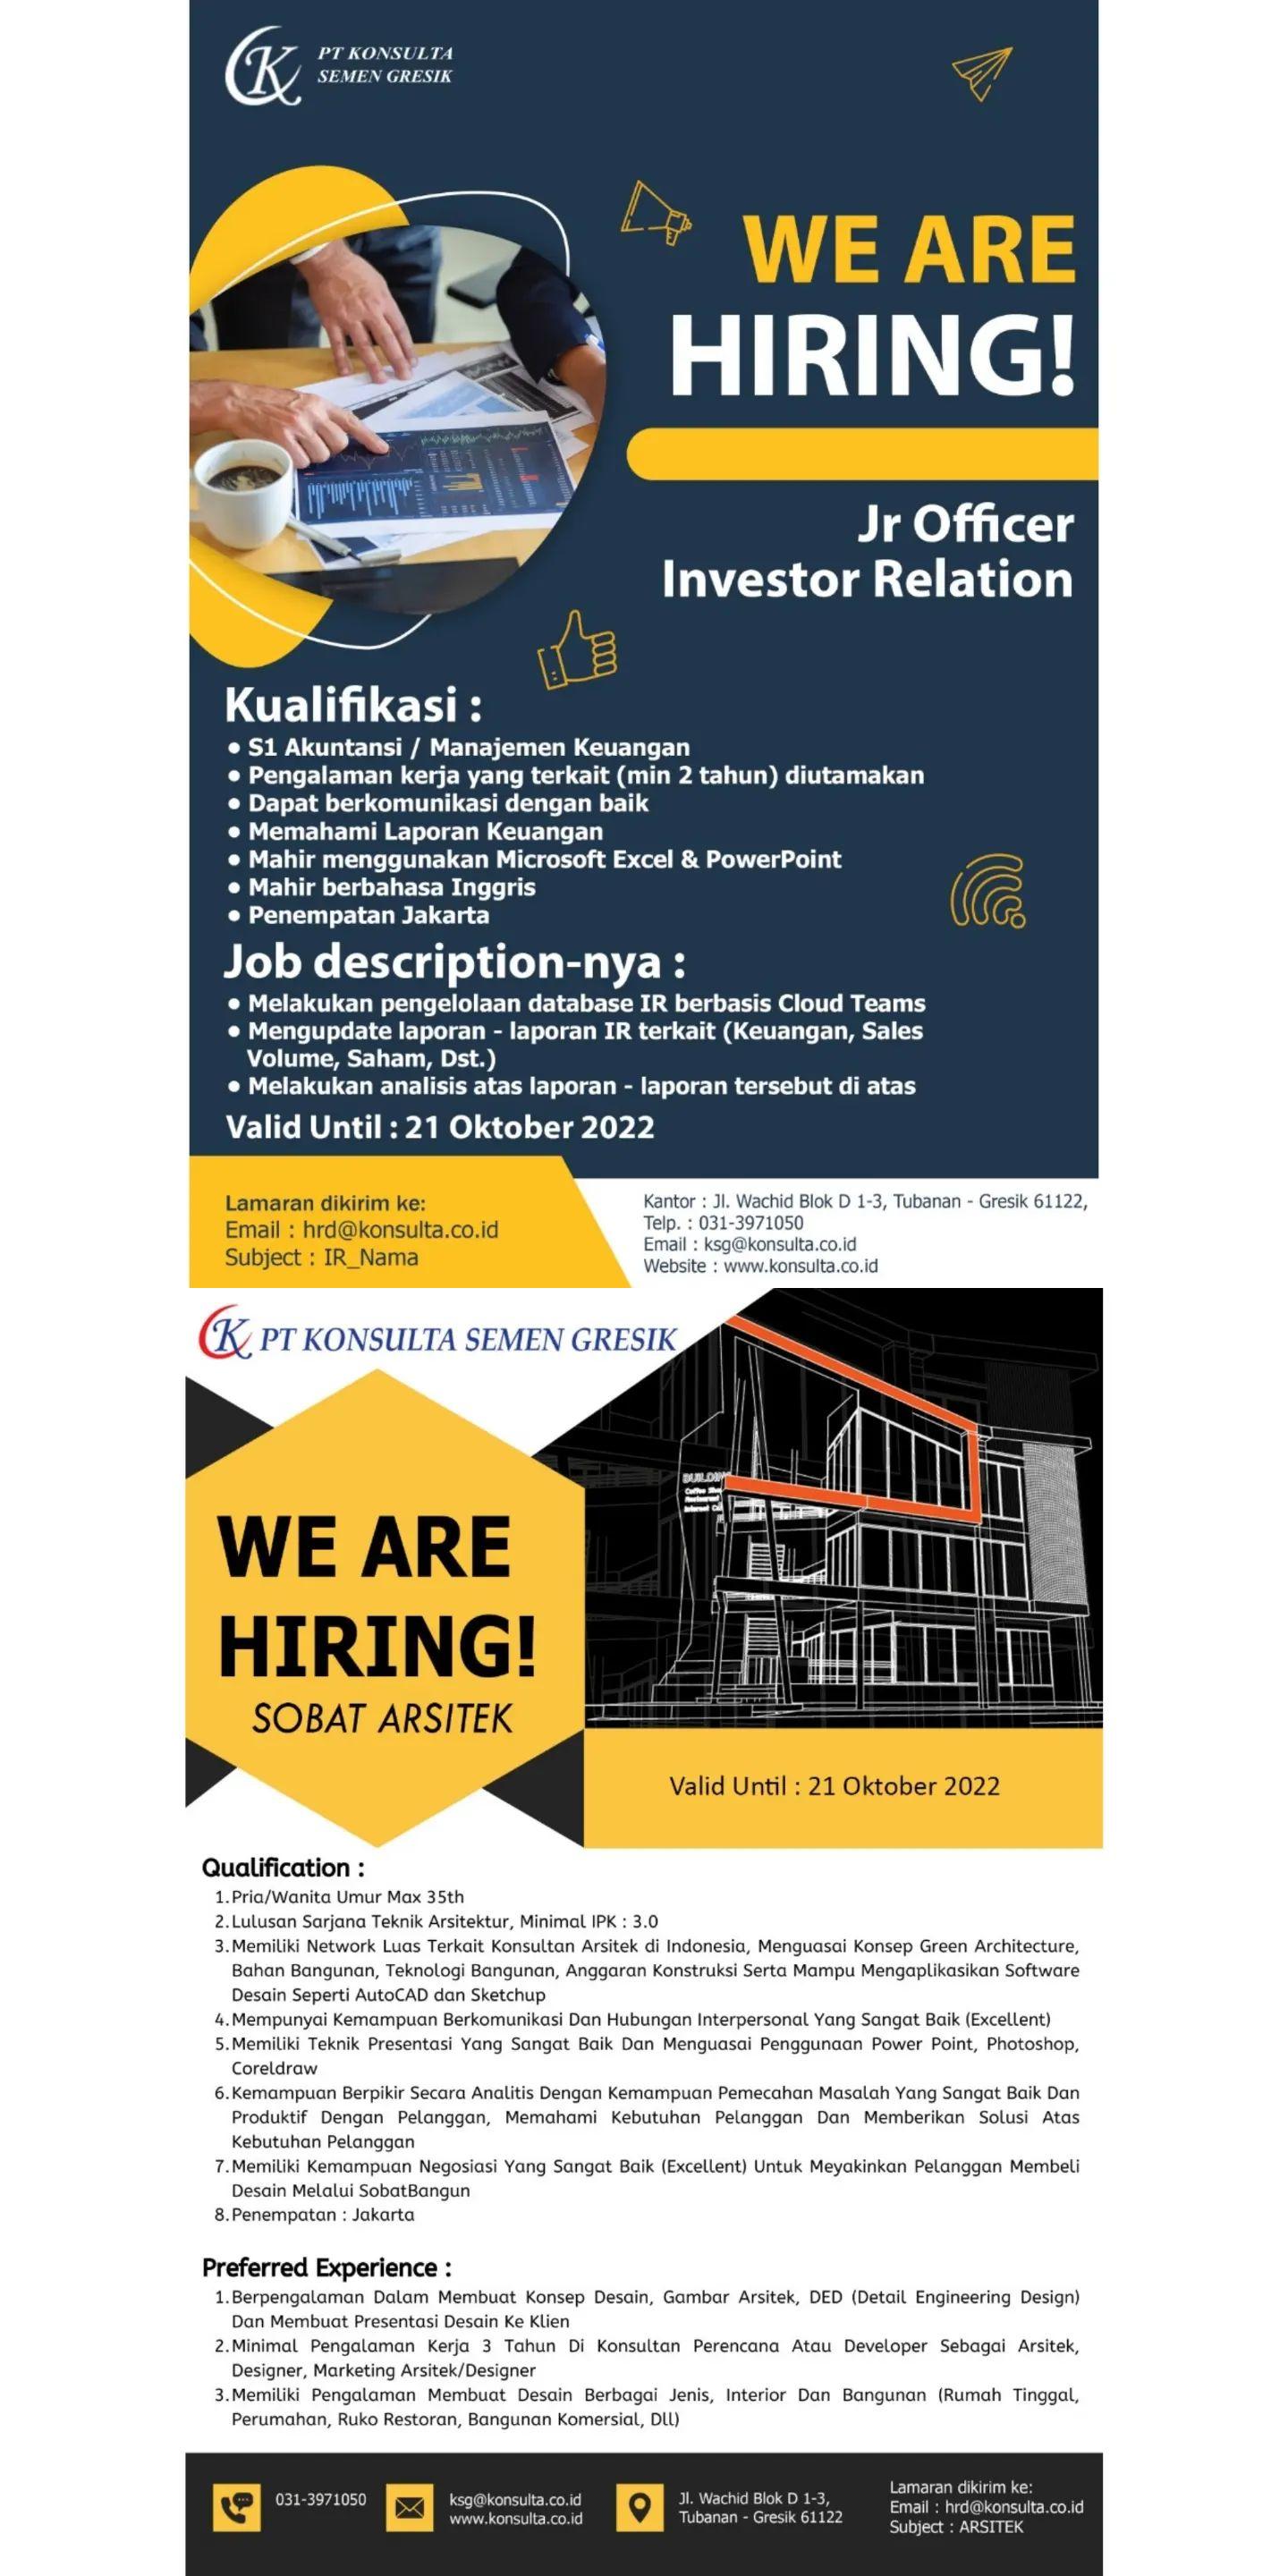 PT KONSULTA
SEMEN GRESIK
WE ARE
HIRING!
Jr Officer
Investor Relation
Kualifikasi :
• S1 Akuntansi / Manajemen Keuangan
• Pengalaman kerja yang terkait (min 2 tahun) diutamakan
• Dapat berkomunikasi dengan baik
• Memahami Laporan Keuangan
• Mahir menggunakan Microsoft Excel & PowerPoint
• Mahir berbahasa Inggris
• Penempatan Jakarta
Job description-nya :
• Melakukan pengelolaan database IR berbasis Cloud Teams
• Mengupdate laporan - laporan IR terkait (Keuangan, Sales
Volume, Saham, Dst.)
• Melakukan analisis atas laporan - laporan tersebut di atas
Valid Until : 21 Oktober 2022
Lamaran dikirim ke:
Email : hrd@konsulta.co.id
Subject : IR_Nama
Kantor : Jl. Wachid Blok D 1-3, Tubanan - Gresik 61122,
Telp. : 031-3971050
Email : ksg@konsulta.co.id
Website : www.konsulta.co.id
PT KONSULTA SEMEN GRESIK
WE ARE
HIRING!
SOBAT ARSITEK
BUILDING
Valid Until : 21 Oktober 2022
Qualification :
1. Pria/Wanita Umur Max 35th
2. Lulusan Sarjana Teknik Arsitektur, Minimal IPK : 3.0
3. Memiliki Network Luas Terkait Konsultan Arsitek di Indonesia, Menguasai Konsep Green Architecture,
Bahan Bangunan, Teknologi Bangunan, Anggaran Konstruksi Serta Mampu Mengaplikasikan Software
Desain Seperti AutoCAD dan Sketchup
4. Mempunyai Kemampuan Berkomunikasi Dan Hubungan Interpersonal Yang Sangat Baik (Excellent)
5. Memiliki Teknik Presentasi Yang Sangat Baik Dan Menguasai Penggunaan Power Point, Photoshop,
Coreldraw
6. Kemampuan Berpikir Secara Analitis Dengan Kemampuan Pemecahan Masalah Yang Sangat Baik Dan
Produktif Dengan Pelanggan, Memahami Kebutuhan Pelanggan Dan Memberikan Solusi Atas
Kebutuhan Pelanggan
7. Memiliki Kemampuan Negosiasi Yang Sangat Baik (Excellent) Untuk Meyakinkan Pelanggan Membeli
Desain Melalui SobatBangun
8. Penempatan : Jakarta
Preferred Experience :
1. Berpengalaman Dalam Membuat Konsep Desain, Gambar Arsitek, DED (Detail Engineering Design)
Dan Membuat Presentasi Desain Ke Klien
2. Minimal Pengalaman Kerja 3 Tahun Di Konsultan Perencana Atau Developer Sebagai Arsitek,
Designer, Marketing Arsitek/Designer
3. Memiliki Pengalaman Membuat Desain Berbagai Jenis, Interior Dan Bangunan (Rumah Tinggal,
Perumahan, Ruko Restoran, Bangunan Komersial, Dll)
031-3971050
ksg@konsulta.co.id
www.konsulta.co.id
Jl. Wachid Blok D 1-3,
Tubanan - Gresik 61122
Lamaran dikirim ke:
Email : hrd@konsulta.co.id
Subject : ARSITEK